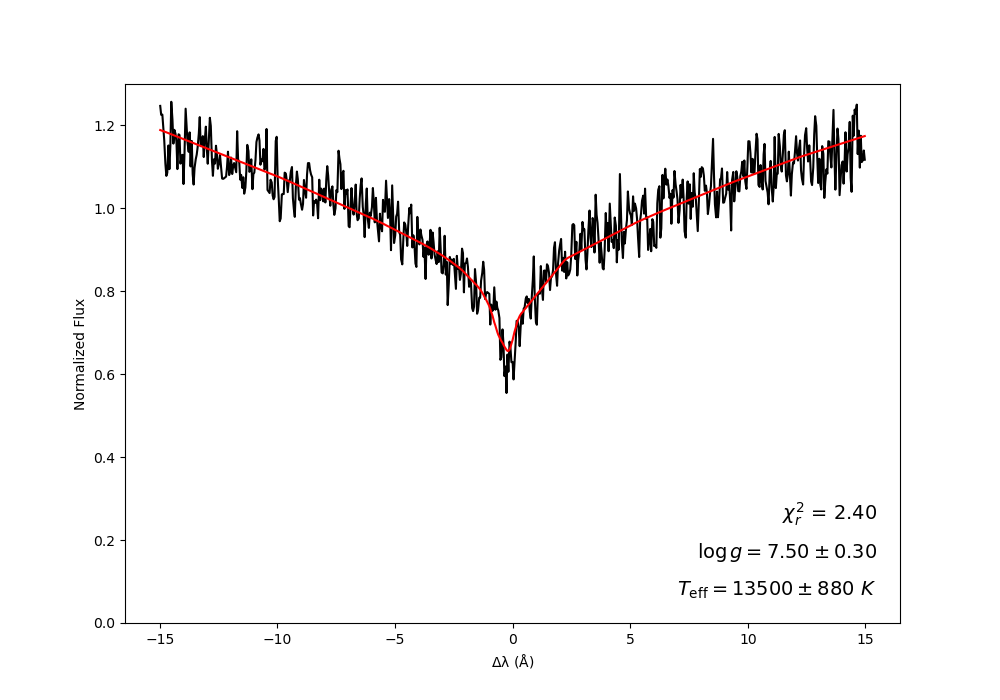 Normalized Flux
1.2
1.0
0.8
0.6
0.4
0.2
0.0
χ²ᵣ = 2.40
log g = 7.50 ± 0.30
T_eff = 13500 ± 880 K
−15 −10 −5 0 5 10 15
Δλ (Å)